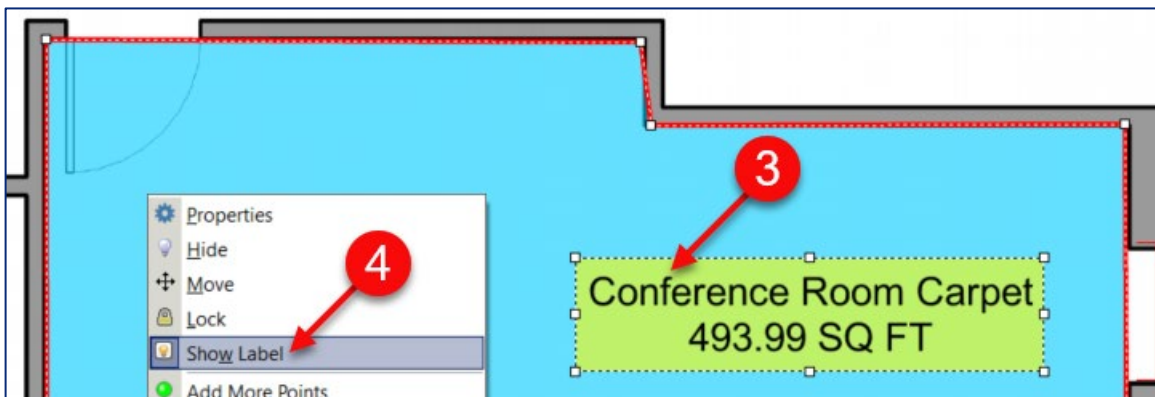 3
Properties
Hide
4
Move
Conference Room Carpet
Lock
493.99 SQ FT
Show Label
Add More Points